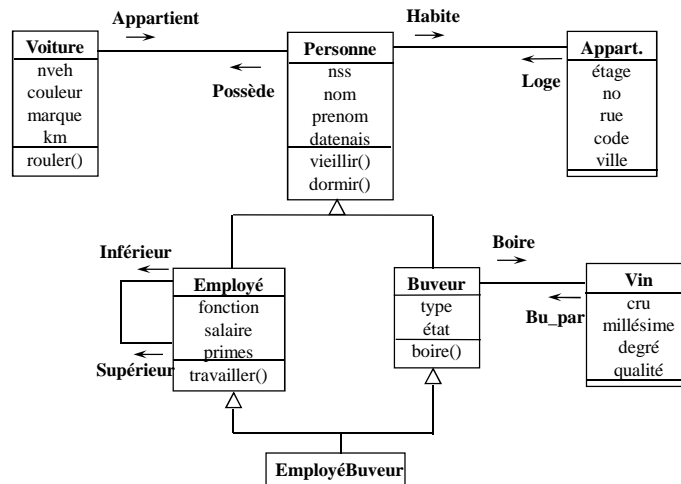 Appartient
Habite
Voiture
nveh
couleur
marque
km
rouler()
Possède
Personne
nss
nom
prenom
datenais
vieillir()
dormir()
Loge
Appart.
étage
no
rue
code
ville
Inférieur
Supérieur
Employé
fonction
salaire
primes
travailler()
Buveur
type
état
boire()
Boire
Bu_par
Vin
cru
millésime
degré
qualité
EmployéBuveur